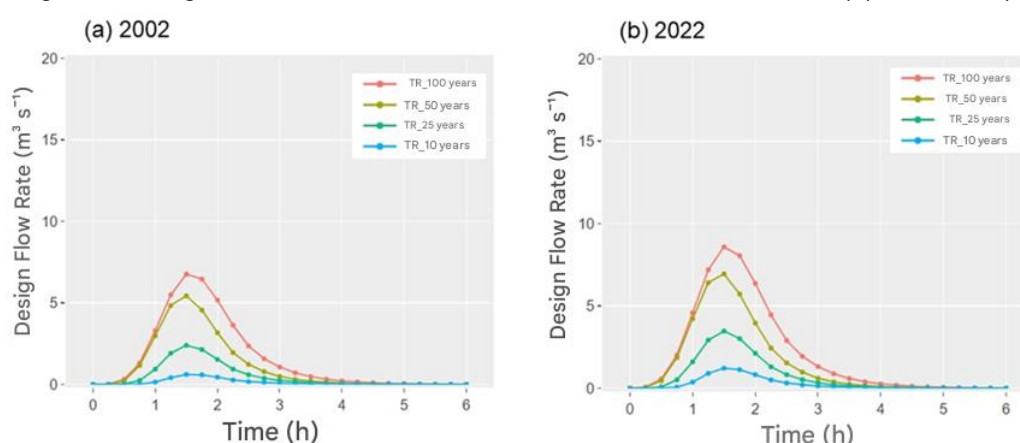 (a) 2002
20
15
10
5
0
Design Flow Rate (m³ s⁻¹)
TR_100 years
TR_50 years
TR_25 years
TR_10 years
0 1 2 3 4 5 6
Time (h)
(b) 2022
20
15
10
5
0
Design Flow Rate (m³ s⁻¹)
TR_100 years
TR_50 years
TR_25 years
TR_10 years
0 1 2 3 4 5 6
Time (h)